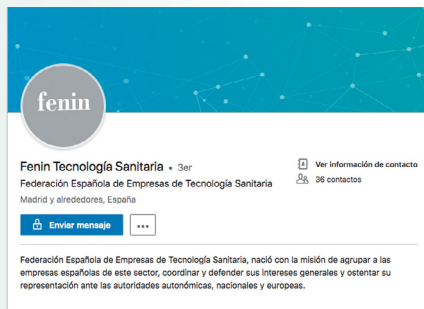 fenin
Fenin Tecnología Sanitaria • 3er
Federación Española de Empresas de Tecnología Sanitaria
Madrid y alrededores, España
Ver información de contacto
36 contactos
Enviar mensaje
...
Federación Española de Empresas de Tecnología Sanitaria, nació con la misión de agrupar a las
empresas españolas de este sector, coordinar y defender sus intereses generales y ostentar su
representación ante las autoridades autonómicas, nacionales y europeas.